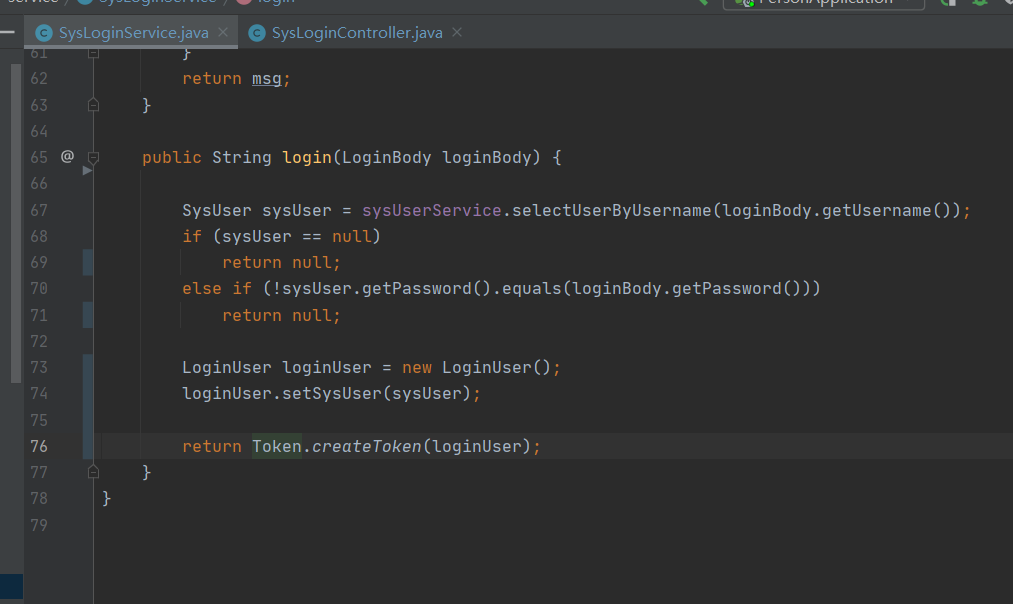 service SysLoginService login PersonApplication
SysLoginService.java SysLoginController.java
61 }
62 return msg;
63 }
64
65 @ public String login(LoginBody loginBody) {
66
67 SysUser sysUser = sysUserService.selectUserByUsername(loginBody.getUsername());
68 if (sysUser == null)
69 return null;
70 else if (!sysUser.getPassword().equals(loginBody.getPassword()))
71 return null;
72
73 LoginUser loginUser = new LoginUser();
74 loginUser.setSysUser(sysUser);
75
76 return Token.createToken(loginUser);
77 }
78 }
79